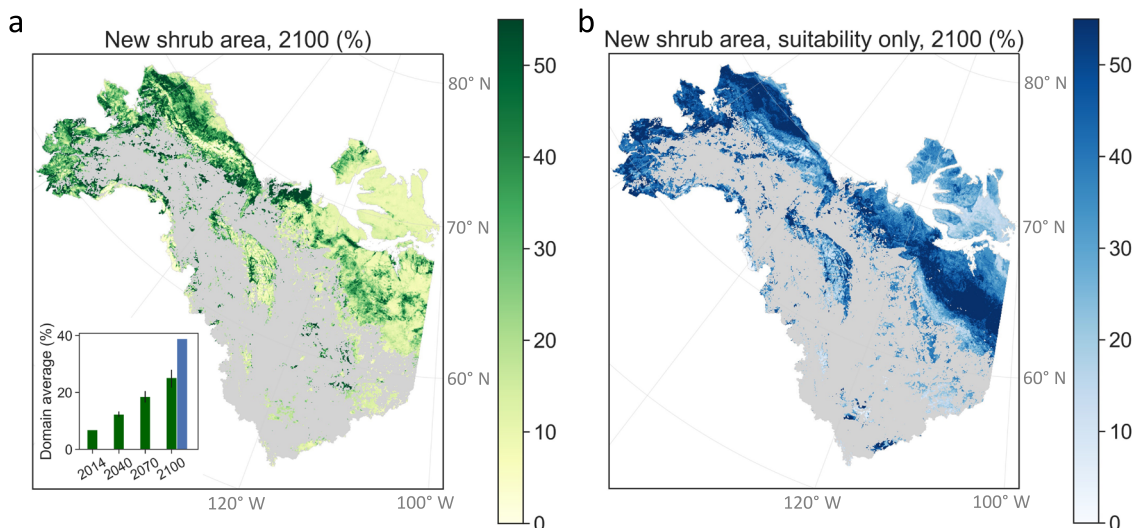 a
New shrub area, 2100 (%)
50
40
30
20
10
0
80° N
70° N
60° N
120° W
100° W
Domain average (%)
40
20
0
2014
2040
2070
2100
b
New shrub area, suitability only, 2100 (%)
50
40
30
20
10
0
80° N
70° N
60° N
120° W
100° W